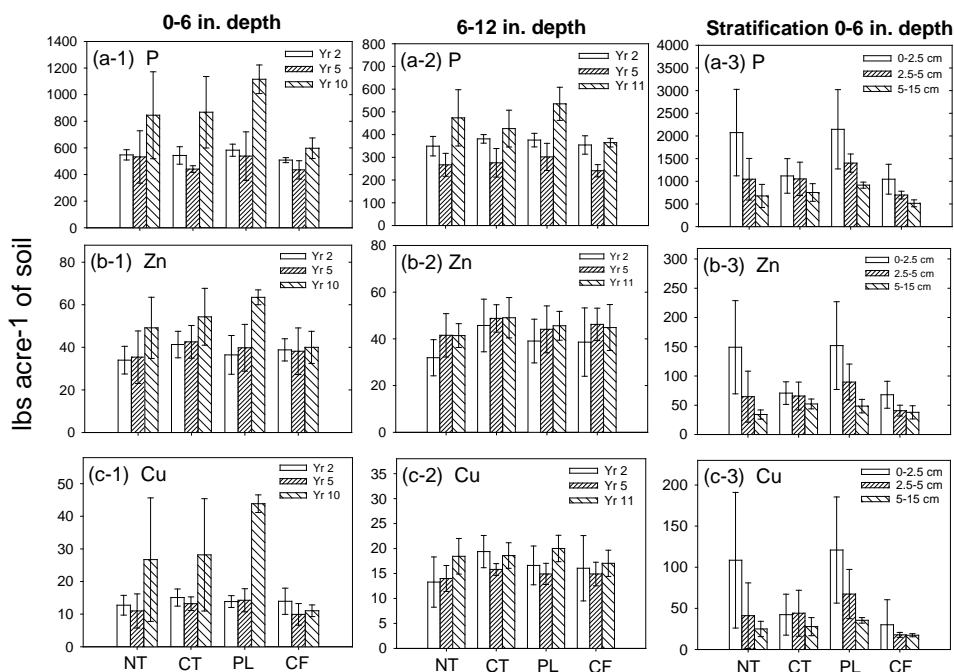 0-6 in. depth
6-12 in. depth
Stratification 0-6 in. depth
lbs acre-1 of soil
(a-1) P
Yr 2
Yr 5
Yr 10
1400
1200
1000
800
600
400
200
0
(a-2) P
Yr 2
Yr 5
Yr 11
800
700
600
500
400
300
200
100
0
(a-3) P
0-2.5 cm
2.5-5 cm
5-15 cm
4000
3500
3000
2500
2000
1500
1000
500
0
(b-1) Zn
Yr 2
Yr 5
Yr 10
80
60
40
20
0
(b-2) Zn
Yr 2
Yr 5
Yr 11
80
60
40
20
0
(b-3) Zn
0-2.5 cm
2.5-5 cm
5-15 cm
300
250
200
150
100
50
0
(c-1) Cu
Yr 2
Yr 5
Yr 10
50
40
30
20
10
0
NT CT PL CF
(c-2) Cu
Yr 2
Yr 5
Yr 11
35
30
25
20
15
10
5
0
NT CT PL CF
(c-3) Cu
0-2.5 cm
2.5-5 cm
5-15 cm
200
150
100
50
0
NT CT PL CF